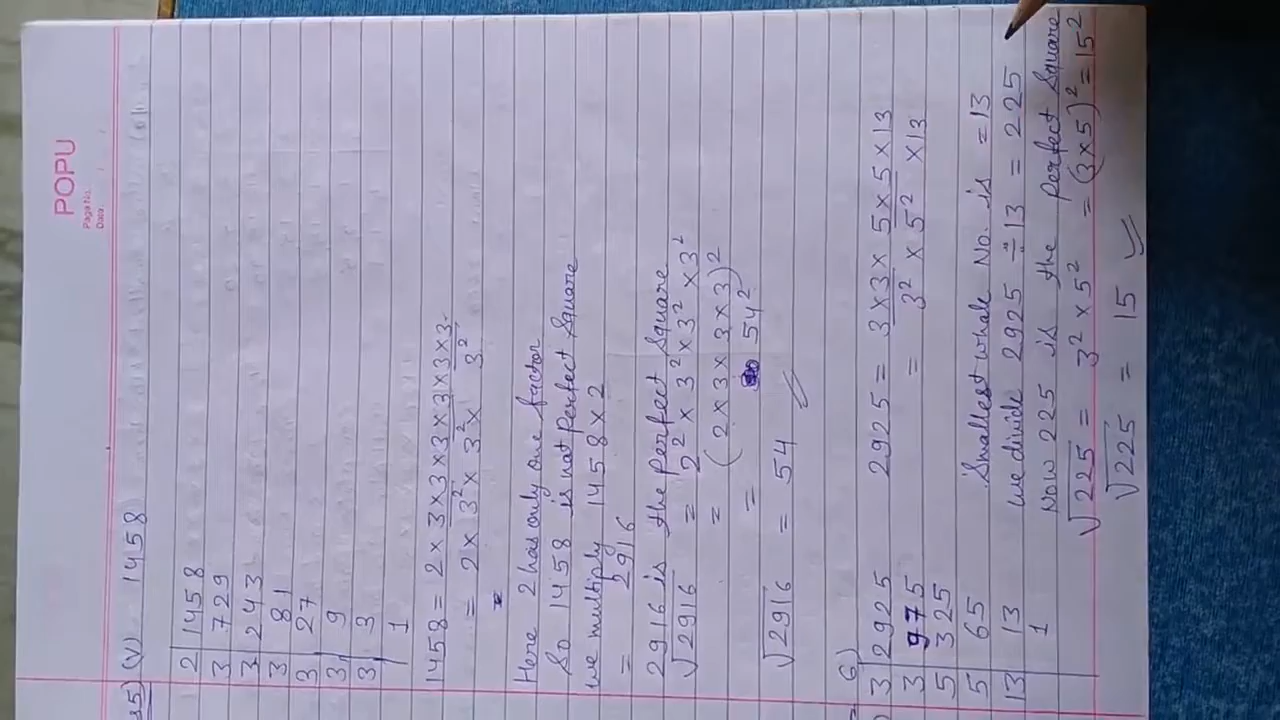 POPU
Page No.
Date:
5) (v) 1458
2 | 1458
3 | 729
3 | 243
3 | 81
3 | 27
3 | 9
3 | 3
1
1458 = 2 × 3 × 3 × 3 × 3 × 3 × 3
= 2 × 3² × 3² × 3²
Here 2 has only one factor
So 1458 is not perfect Square
we multiply 1458 × 2
= 2916
2916 is the perfect square
√2916 = 2² × 3² × 3² × 3²
= (2 × 3 × 3 × 3)²
= 54²
√2916 = 54
6)
3 | 2925
3 | 975
5 | 325
5 | 65
13 | 13
1
2925 = 3 × 3 × 5 × 5 × 13
= 3² × 5² × 13
Smallest whole No. is = 13
we divide 2925 ÷ 13 = 225
Now 225 is the perfect Square
√225 = 3² × 5² = (3 × 5)² = 15²
√225 = 15